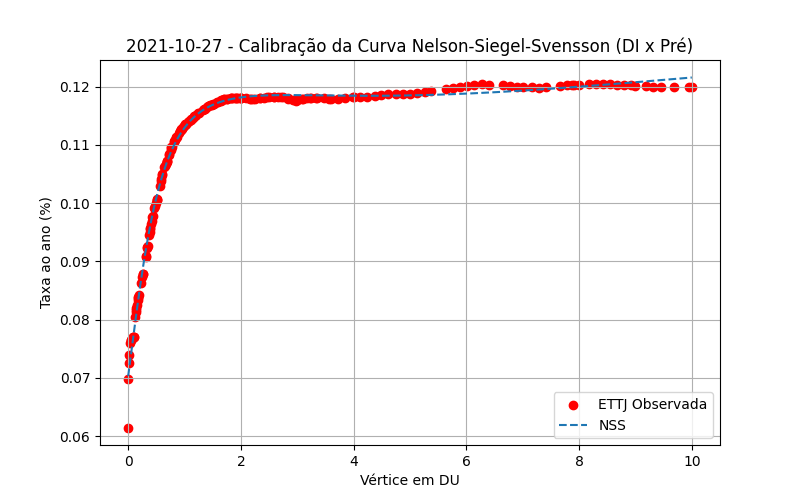 2021-10-27 - Calibração da Curva Nelson-Siegel-Svensson (DI x Pré)
Taxa ao ano (%)
0.12
0.11
0.10
0.09
0.08
0.07
0.06
ETTJ Observada
NSS
0 2 4 6 8 10
Vértice em DU